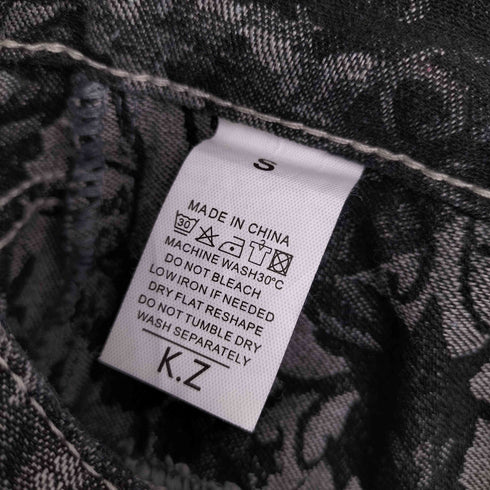 S
MADE IN CHINA
30
MACHINE WASH30°C
DO NOT BLEACH
LOW IRON IF NEEDED
DRY FLAT RESHAPE
DO NOT TUMBLE DRY
WASH SEPARATELY
K.Z